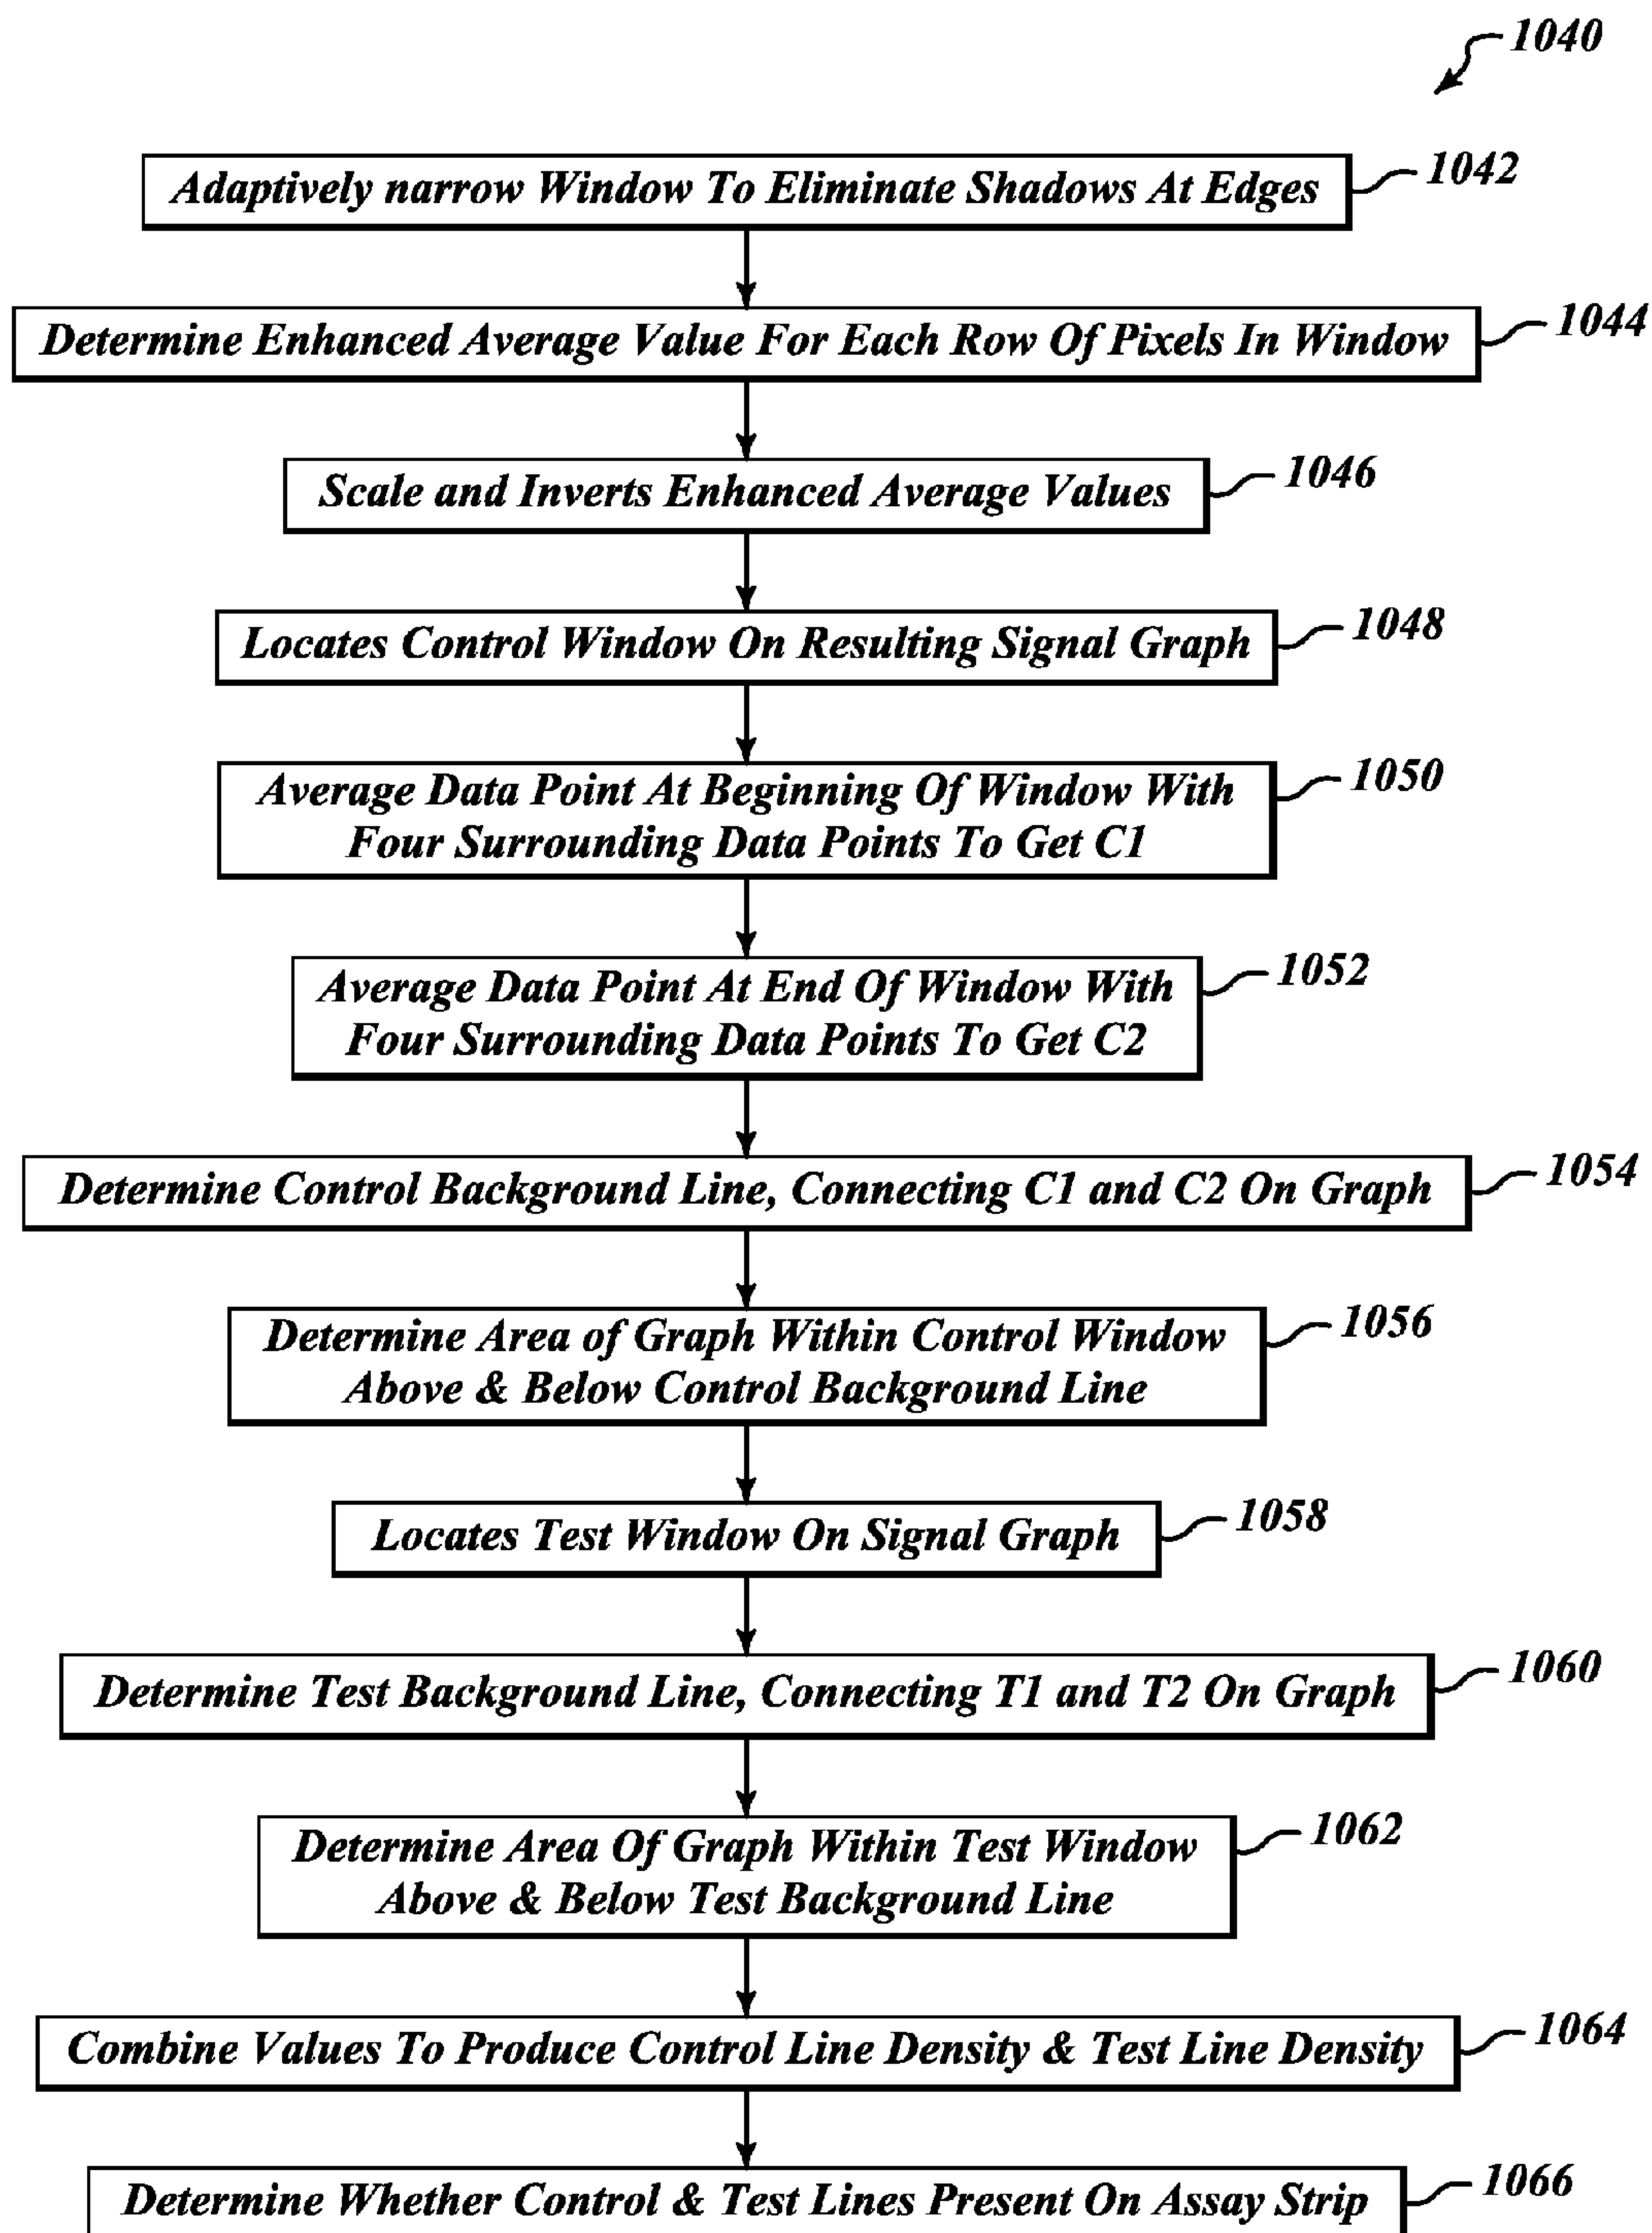 1040
Adaptively narrow Window To Eliminate Shadows At Edges
1042
Determine Enhanced Average Value For Each Row Of Pixels In Window
1044
Scale and Inverts Enhanced Average Values
1046
Locates Control Window On Resulting Signal Graph
1048
Average Data Point At Beginning Of Window With
Four Surrounding Data Points To Get C1
1050
Average Data Point At End Of Window With
Four Surrounding Data Points To Get C2
1052
Determine Control Background Line, Connecting C1 and C2 On Graph
1054
Determine Area of Graph Within Control Window
Above & Below Control Background Line
1056
Locates Test Window On Signal Graph
1058
Determine Test Background Line, Connecting T1 and T2 On Graph
1060
Determine Area Of Graph Within Test Window
Above & Below Test Background Line
1062
Combine Values To Produce Control Line Density & Test Line Density
1064
Determine Whether Control & Test Lines Present On Assay Strip
1066